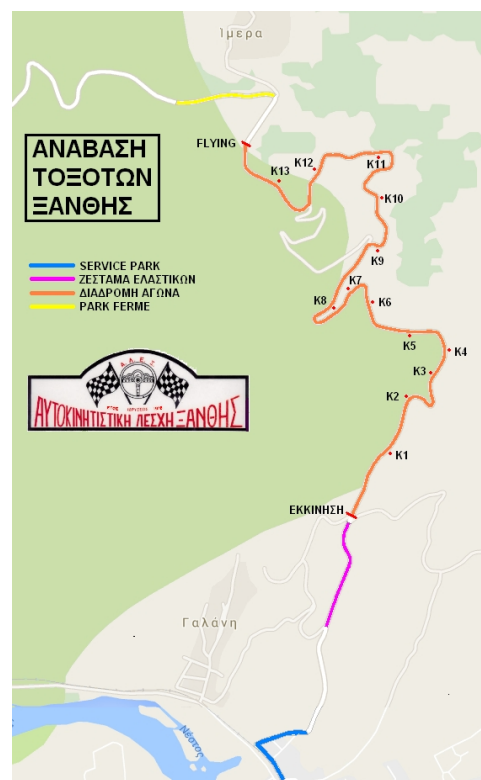 Ίμερα
FLYING
K13
K12
K11
K10
K9
K8
K7
K6
K5
K4
K3
K2
K1
ΑΝΑΒΑΣΗ
ΤΟΞΟΤΩΝ
ΞΑΝΘΗΣ
SERVICE PARK
ΖΕΣΤΑΜΑ ΕΛΑΣΤΙΚΩΝ
ΔΙΑΔΡΟΜΗ ΑΓΩΝΑ
PARK FERME
ΑΥΤΟΚΙΝΗΤΙΣΤΙΚΗ ΛΕΣΧΗ ΞΑΝΘΗΣ
ΕΚΚΙΝΗΣΗ
Γαλάνη
Νέστος